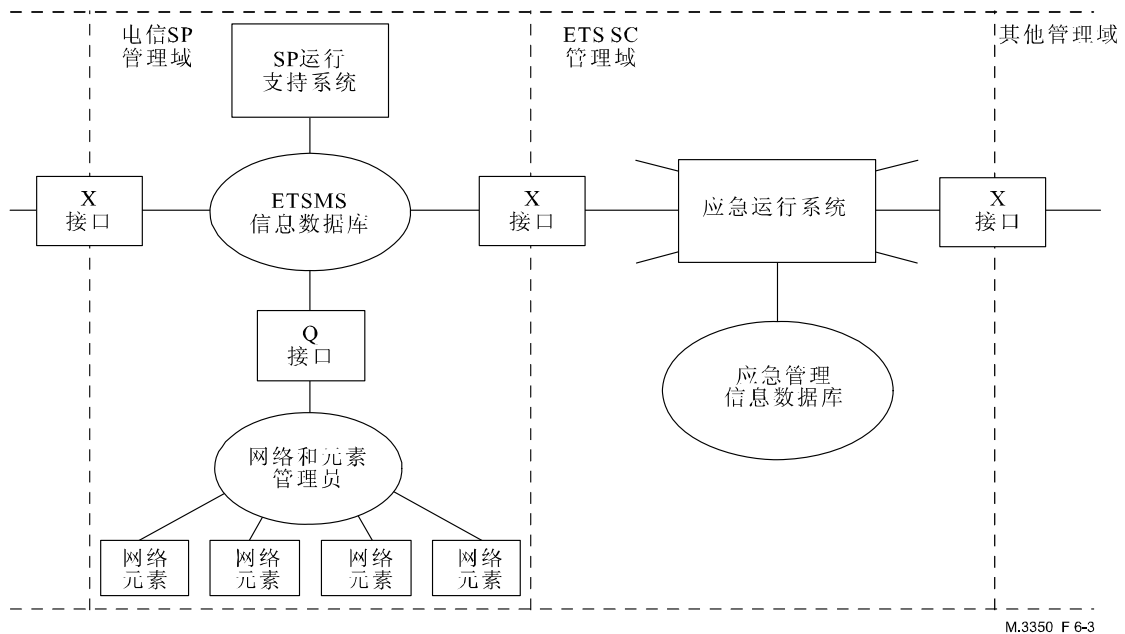 电信SP
管理域
SP运行
支持系统
ETS SC
管理域
其他管理域
X
接口
ETSMS
信息数据库
X
接口
应急运行系统
X
接口
Q
接口
应急管理
信息数据库
网络和元素
管理员
网络
元素
网络
元素
网络
元素
网络
元素
M.3350_F 6-3